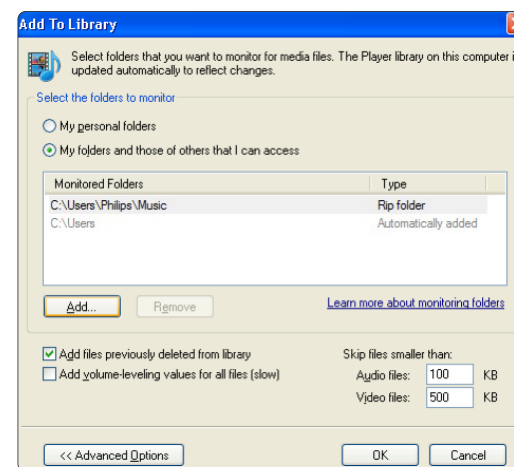 Add To Library
Select folders that you want to monitor for media files. The Player library on this computer i
updated automatically to reflect changes.
Select the folders to monitor
My personal folders
My folders and those of others that I can access
Monitored Folders Type
C:\Users\Philips\Music Rip folder
C:\Users Automatically added
Add... Remove Learn more about monitoring folders
Add files previously deleted from library Skip files smaller than:
Add volume-leveling values for all files (slow) Audio files: 100 KB
Video files: 500 KB
<< Advanced Options OK Cancel